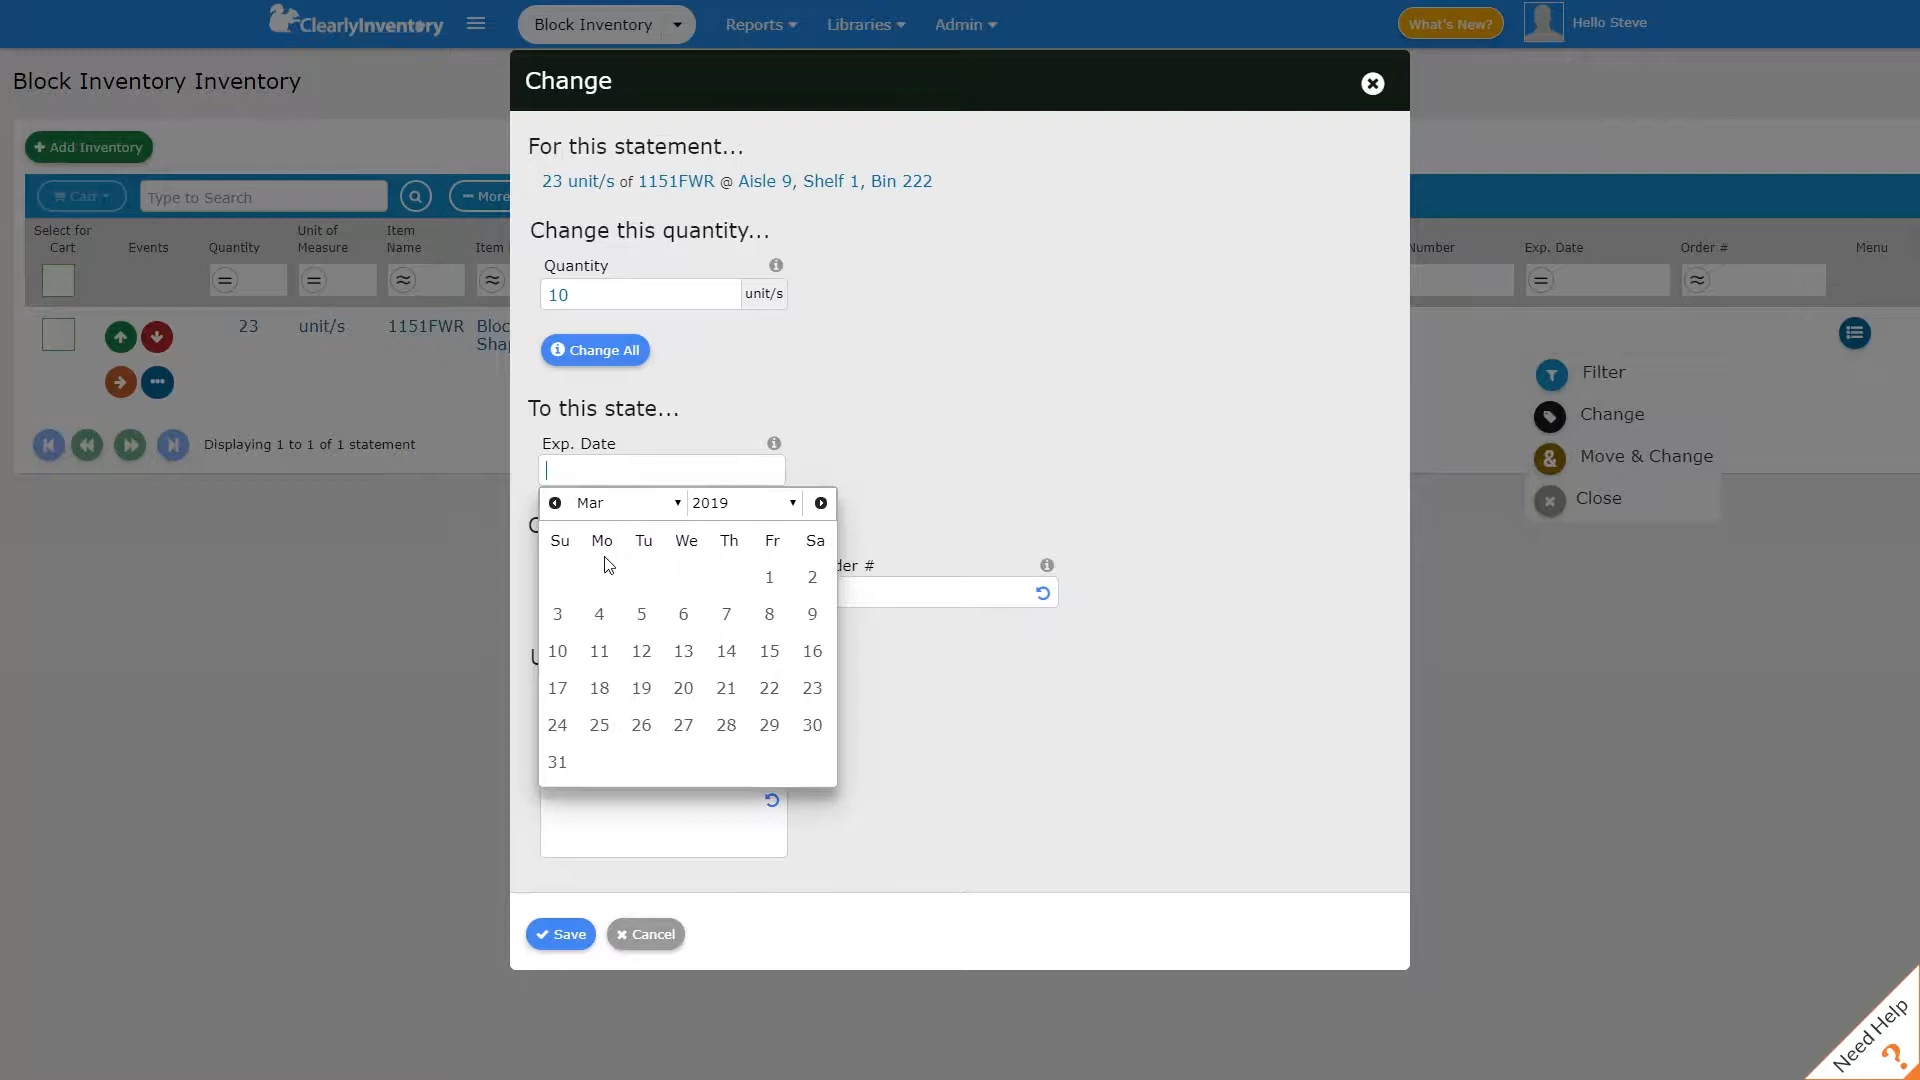 ClearlyInventory
Block Inventory
Reports
Libraries
Admin
What's New?
Hello Steve
Block Inventory Inventory
Add Inventory
Cart
Type to Search
More
Select for Cart
Events
Quantity
Unit of Measure
Item Name
Item
Number
Exp. Date
Order #
Menu
23
unit/s
1151FWR
Displaying 1 to 1 of 1 statement
Change
For this statement...
23 unit/s of 1151FWR @ Aisle 9, Shelf 1, Bin 222
Change this quantity...
Quantity
10
unit/s
Change All
To this state...
Exp. Date
Mar 2019
Su Mo Tu We Th Fr Sa
1 2
3 4 5 6 7 8 9
10 11 12 13 14 15 16
17 18 19 20 21 22 23
24 25 26 27 28 29 30
31
#
Save
Cancel
Filter
Change
Move & Change
Close
Need Help
?